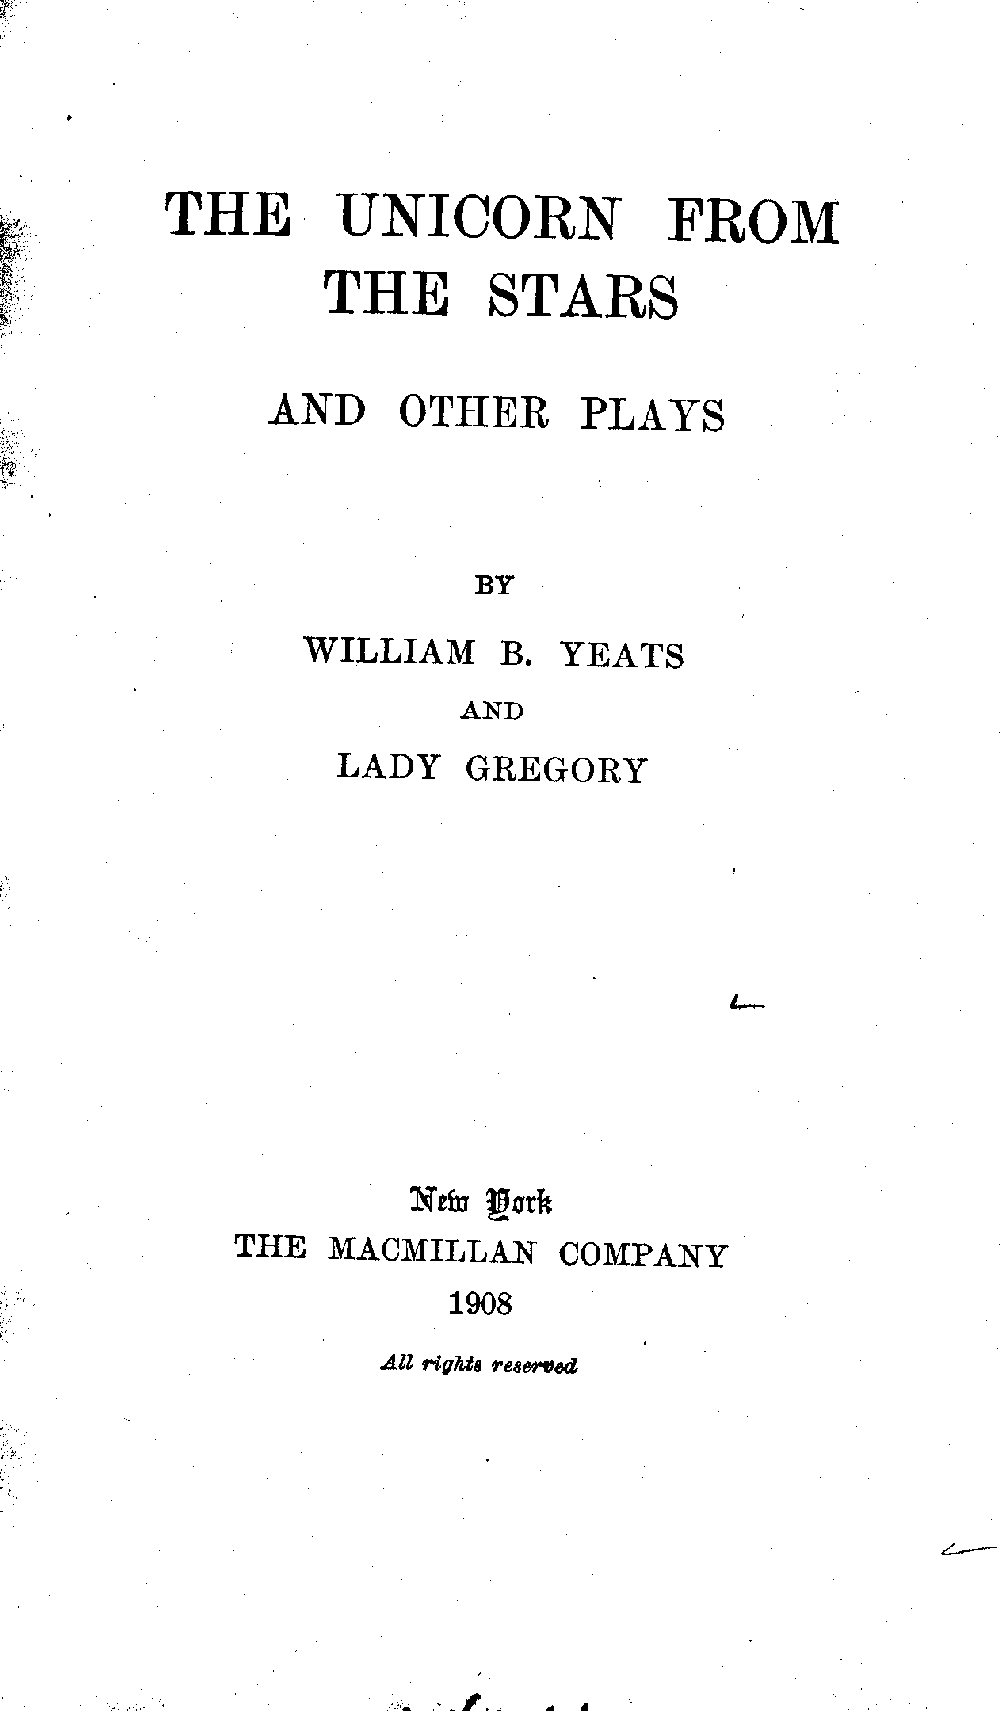 THE UNICORN FROM
THE STARS
AND OTHER PLAYS
BY
WILLIAM B. YEATS
AND
LADY GREGORY
New York
THE MACMILLAN COMPANY
1908
All rights reserved